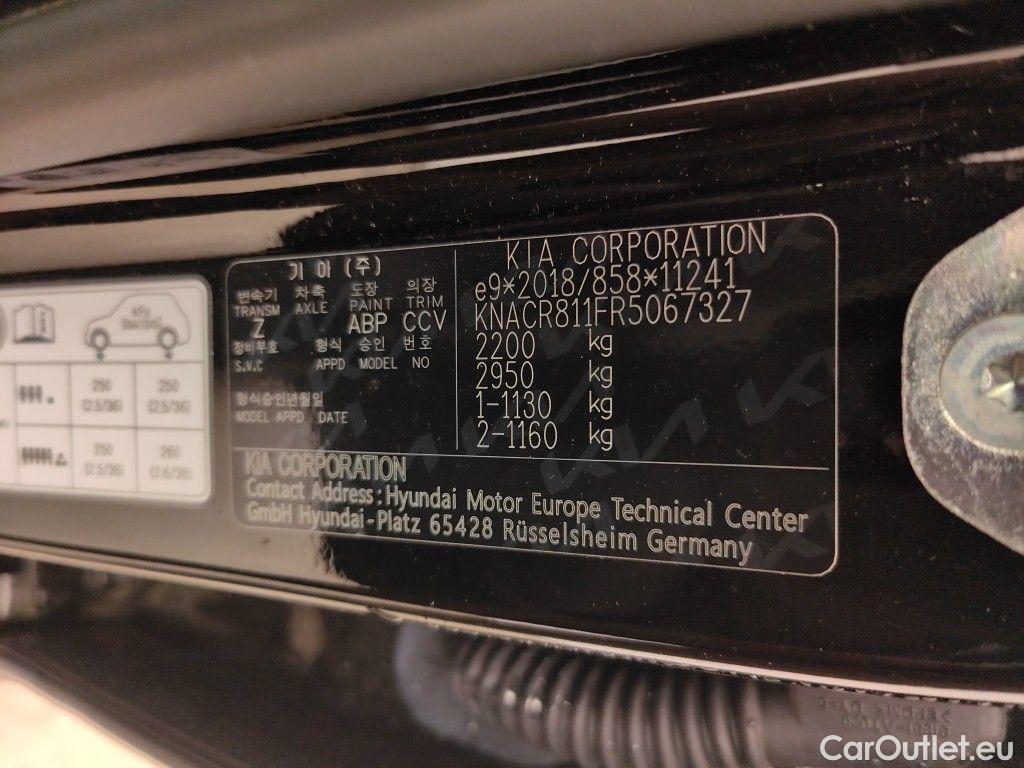 기아 (주)
변속기 차축 도장 의장
TRANSM AXLE PAINT TRIM
Z ABP CCV
정비부호 형식 승인 번호
S.V.C APPD MODEL NO
형식승인년월일
MODEL APPD. DATE
KIA CORPORATION
e9*2018/858*11241
KNACR811FR5067327
2200 kg
2950 kg
1-1130 kg
2-1160 kg
KIA CORPORATION
Contact Address : Hyundai Motor Europe Technical Center
GmbH Hyundai-Platz 65428 Rüsselsheim Germany
kPa
(bar/psi)
250 250
(2.5/36) (2.5/36)
250 260
(2.5/36) (2.6/38)
CarOutlet.eu